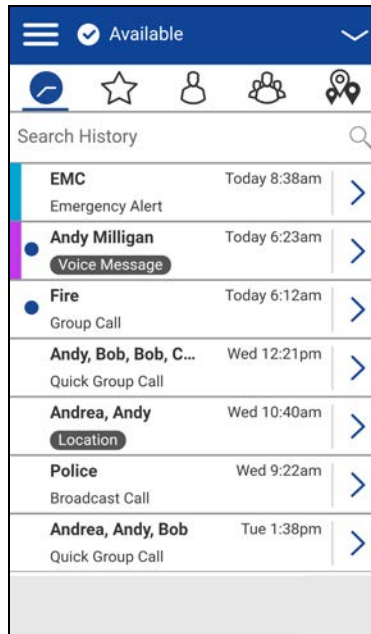 Available
Search History
EMC Today 8:38am
Emergency Alert
Andy Milligan Today 6:23am
Voice Message
Fire Today 6:12am
Group Call
Andy, Bob, Bob, C... Wed 12:21pm
Quick Group Call
Andrea, Andy Wed 10:40am
Location
Police Wed 9:22am
Broadcast Call
Andrea, Andy, Bob Tue 1:38pm
Quick Group Call